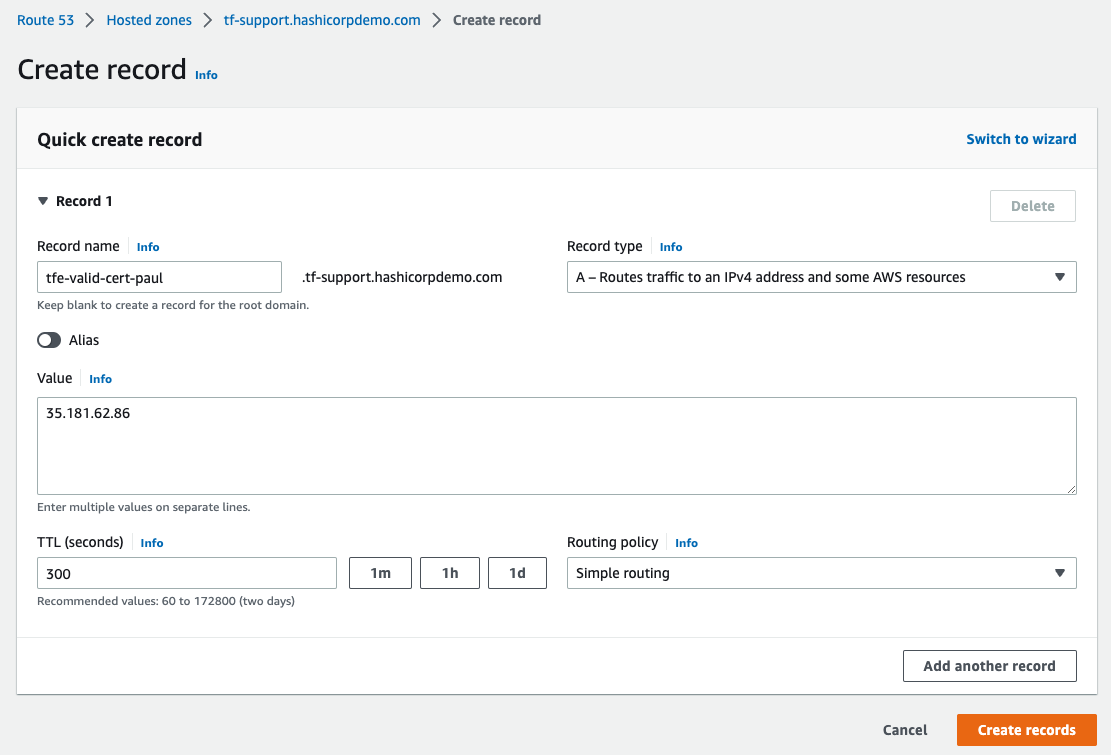 Route 53 > Hosted zones > tf-support.hashicorpdemo.com > Create record
Create record Info
Quick create record
Switch to wizard
Record 1
Delete
Record name Info
Record type Info
tfe-valid-cert-paul .tf-support.hashicorpdemo.com
A – Routes traffic to an IPv4 address and some AWS resources
Keep blank to create a record for the root domain.
Alias
Value Info
35.181.62.86
Enter multiple values on separate lines.
TTL (seconds) Info
Routing policy Info
300
1m
1h
1d
Simple routing
Recommended values: 60 to 172800 (two days)
Add another record
Cancel
Create records